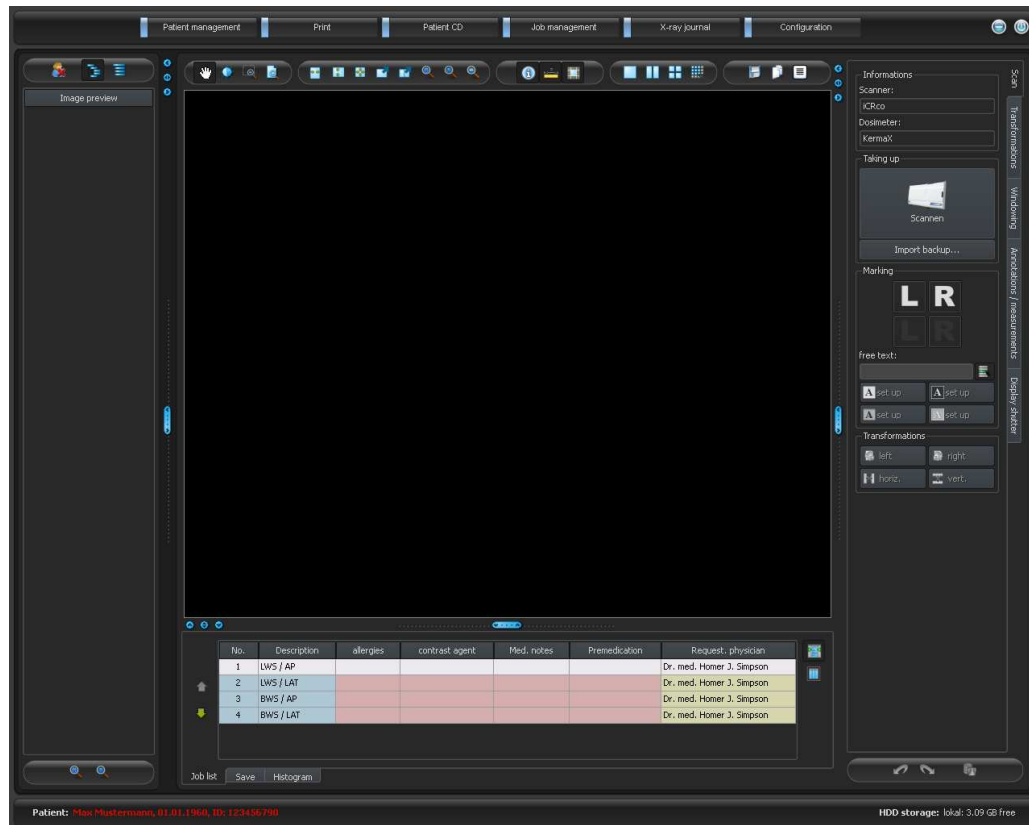 Patient management Print Patient CD Job management X-ray journal Configuration
Image preview
Informations
Scanner:
iCRco
Dosimeter:
KermaX
Taking up
Scannen
Import backup...
Marking
L R
L R
free text:
A set up A set up
A set up A set up
Transformations
left right
horiz. vert.
Scan
Transformations
Windowing
Annotations / measurements
Display shutter
No. Description allergies contrast agent Med. notes Premedication Request. physician
1 LWS / AP Dr. med. Homer J. Simpson
2 LWS / LAT Dr. med. Homer J. Simpson
3 BWS / AP Dr. med. Homer J. Simpson
4 BWS / LAT Dr. med. Homer J. Simpson
Job list Save Histogram
Patient: Max Mustermann, 01.01.1960, ID: 123456790 HDD storage: lokal: 3.09 GB free